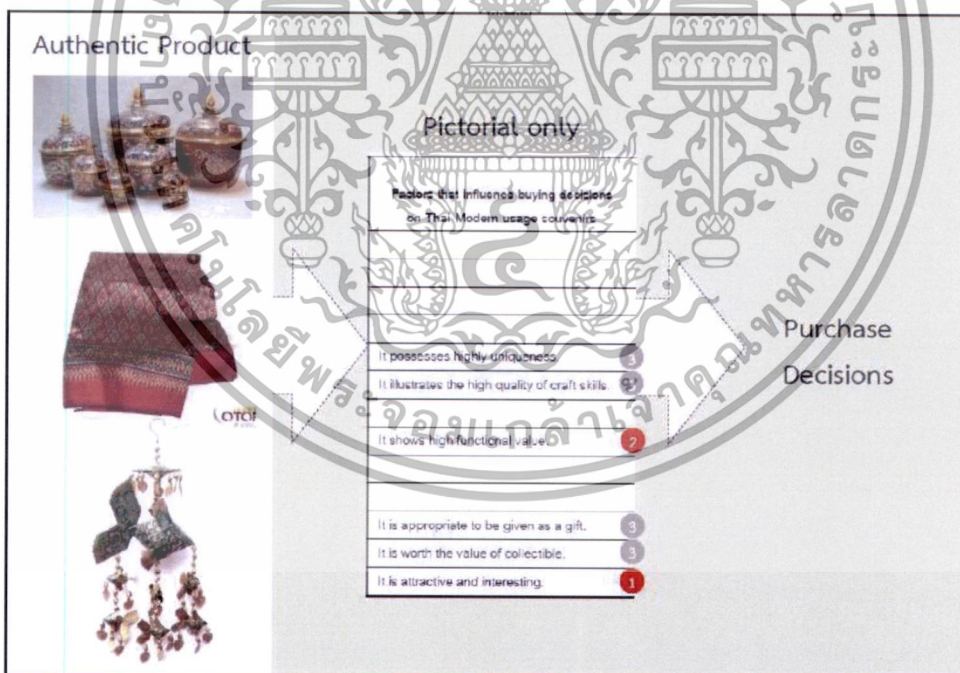 Authentic Product
Pictorial only
Factors that influence buying decisions
on Thai Modern usage souvenirs
It possesses highly uniqueness. 3
It illustrates the high quality of craft skills.
It shows high functional value. 2
It is appropriate to be given as a gift. 3
It is worth the value of collectible. 3
It is attractive and interesting. 1
Purchase
Decisions